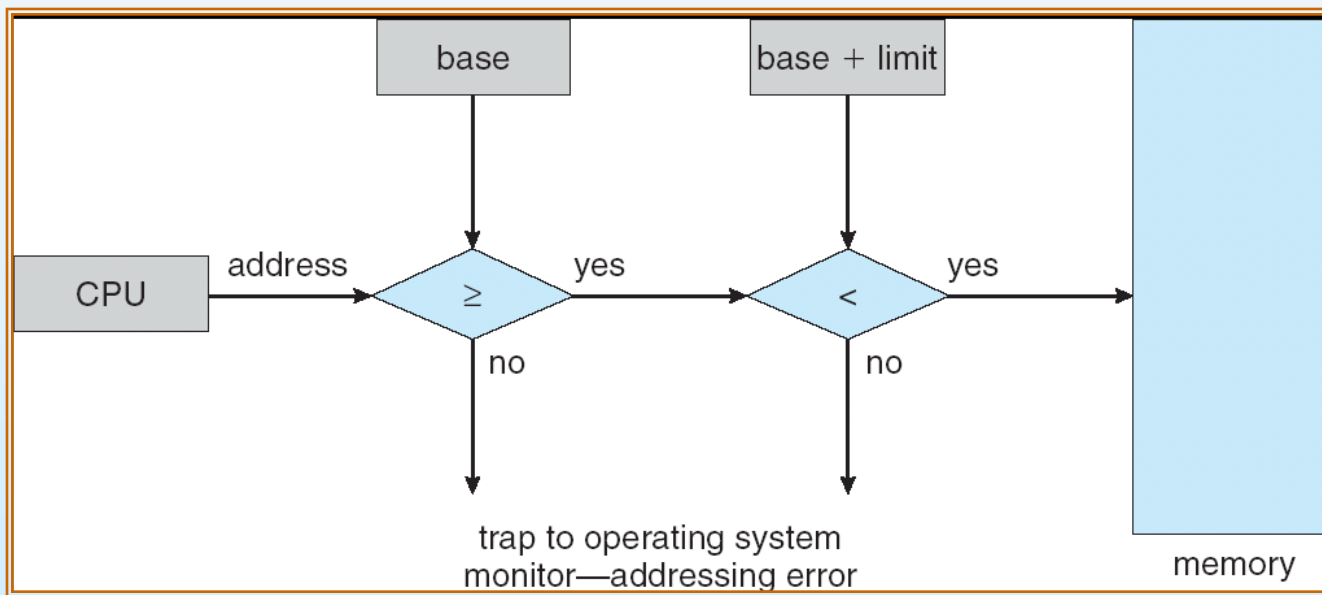 base
base + limit
CPU
address
≥
yes
<
yes
no
no
trap to operating system
monitor—addressing error
memory